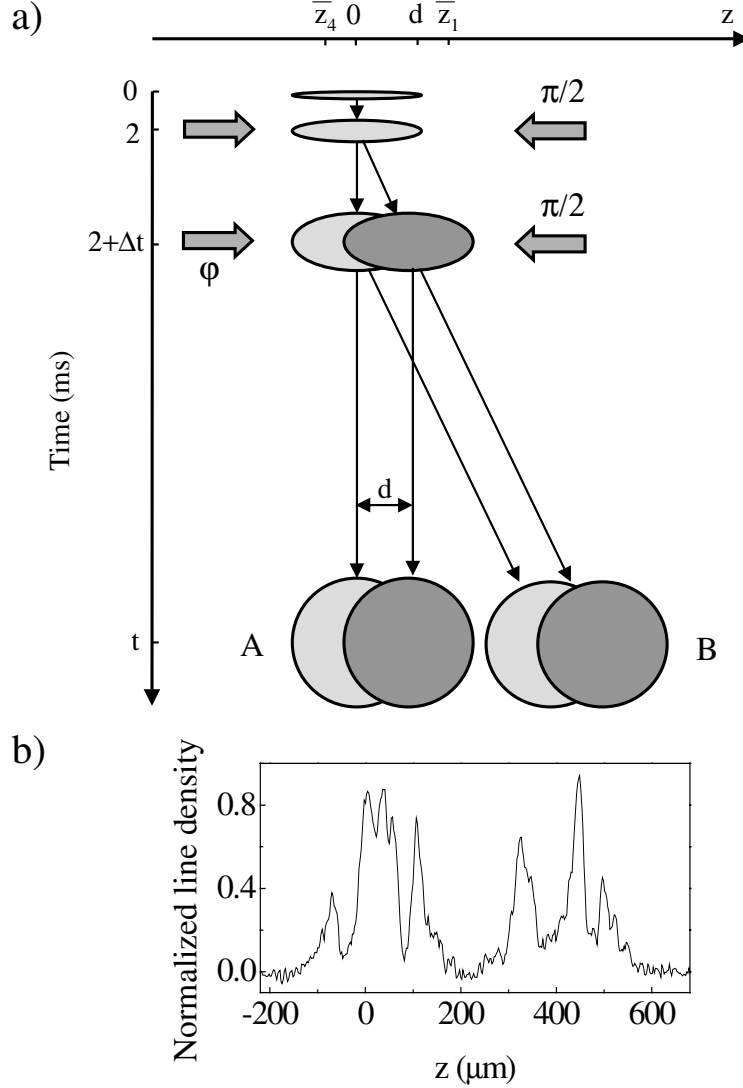 a)
z̄₄ 0 d z̄₁ z
0
π/2
2
π/2
2+Δt
φ
Time (ms)
d
A
B
t
b)
Normalized line density
0.8
0.4
0.0
-200 0 200 400 600
z (μm)